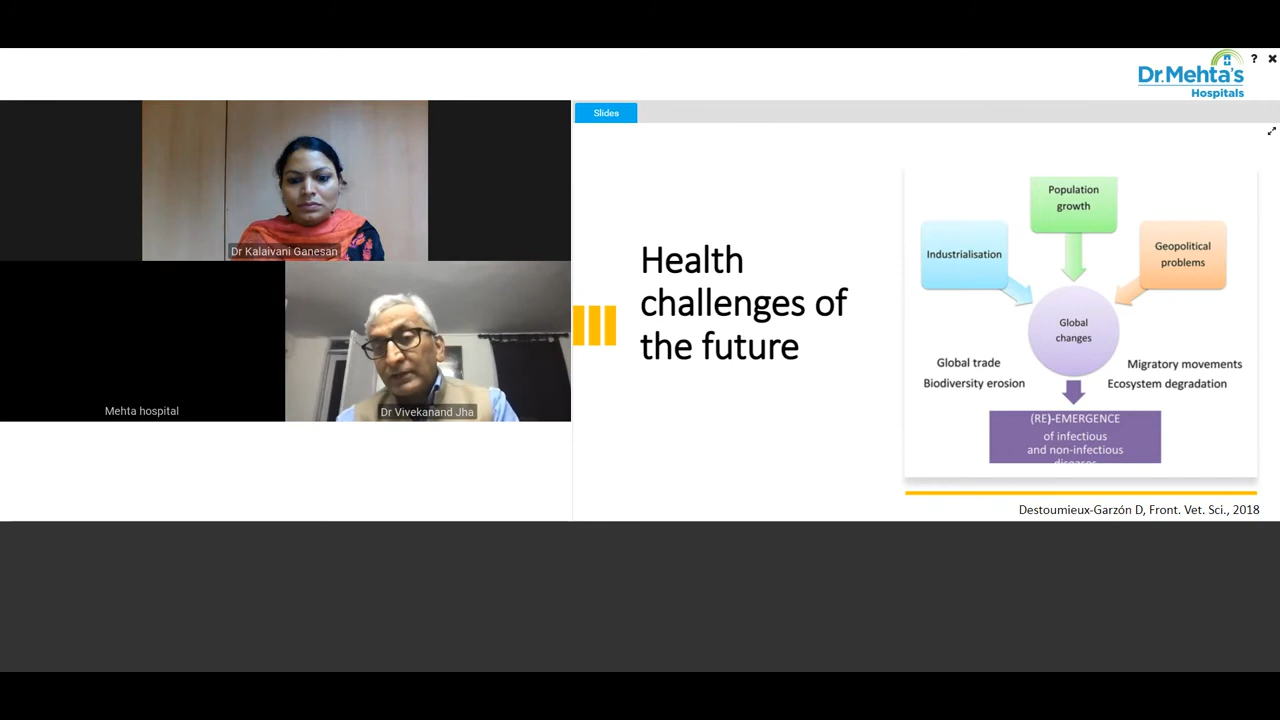 ? ✖
Dr.Mehta's
Hospitals
Slides
Dr Kalaivani Ganesan
Mehta hospital
Dr Vivekanand Jha
Health
challenges of
the future
Population
growth
Industrialisation
Geopolitical
problems
Global
changes
Global trade
Migratory movements
Biodiversity erosion
Ecosystem degradation
(RE)-EMERGENCE
of infectious
and non-infectious
diseases
Destoumieux-Garzón D, Front. Vet. Sci., 2018